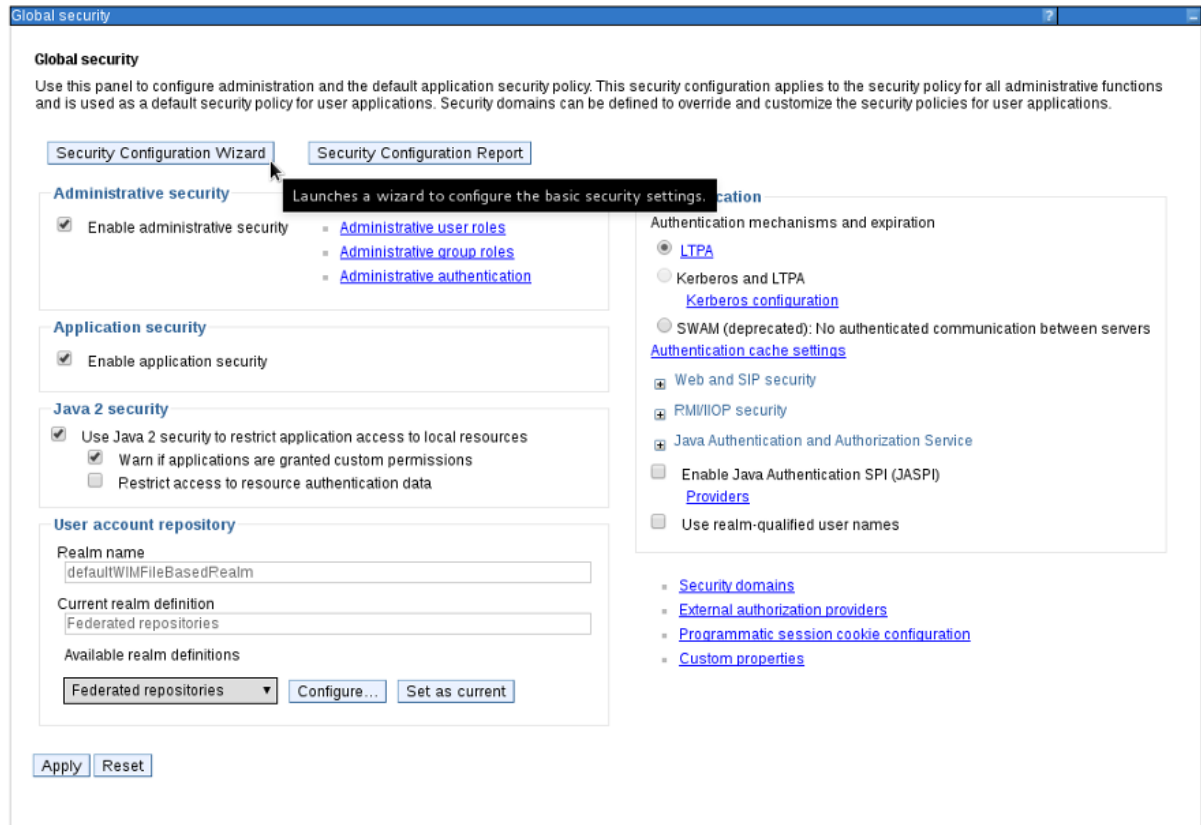 Global security
?
Global security
Use this panel to configure administration and the default application security policy. This security configuration applies to the security policy for all administrative functions
and is used as a default security policy for user applications. Security domains can be defined to override and customize the security policies for user applications.
Security Configuration Wizard
Security Configuration Report
Launches a wizard to configure the basic security settings.
Administrative security
Enable administrative security
Administrative user roles
Administrative group roles
Administrative authentication
Application security
Enable application security
Java 2 security
Use Java 2 security to restrict application access to local resources
Warn if applications are granted custom permissions
Restrict access to resource authentication data
User account repository
Realm name
defaultWIMFileBasedRealm
Current realm definition
Federated repositories
Available realm definitions
Federated repositories
Configure...
Set as current
cation
Authentication mechanisms and expiration
LTPA
Kerberos and LTPA
Kerberos configuration
SWAM (deprecated): No authenticated communication between servers
Authentication cache settings
Web and SIP security
RMI/IIOP security
Java Authentication and Authorization Service
Enable Java Authentication SPI (JASPI)
Providers
Use realm-qualified user names
Security domains
External authorization providers
Programmatic session cookie configuration
Custom properties
Apply
Reset